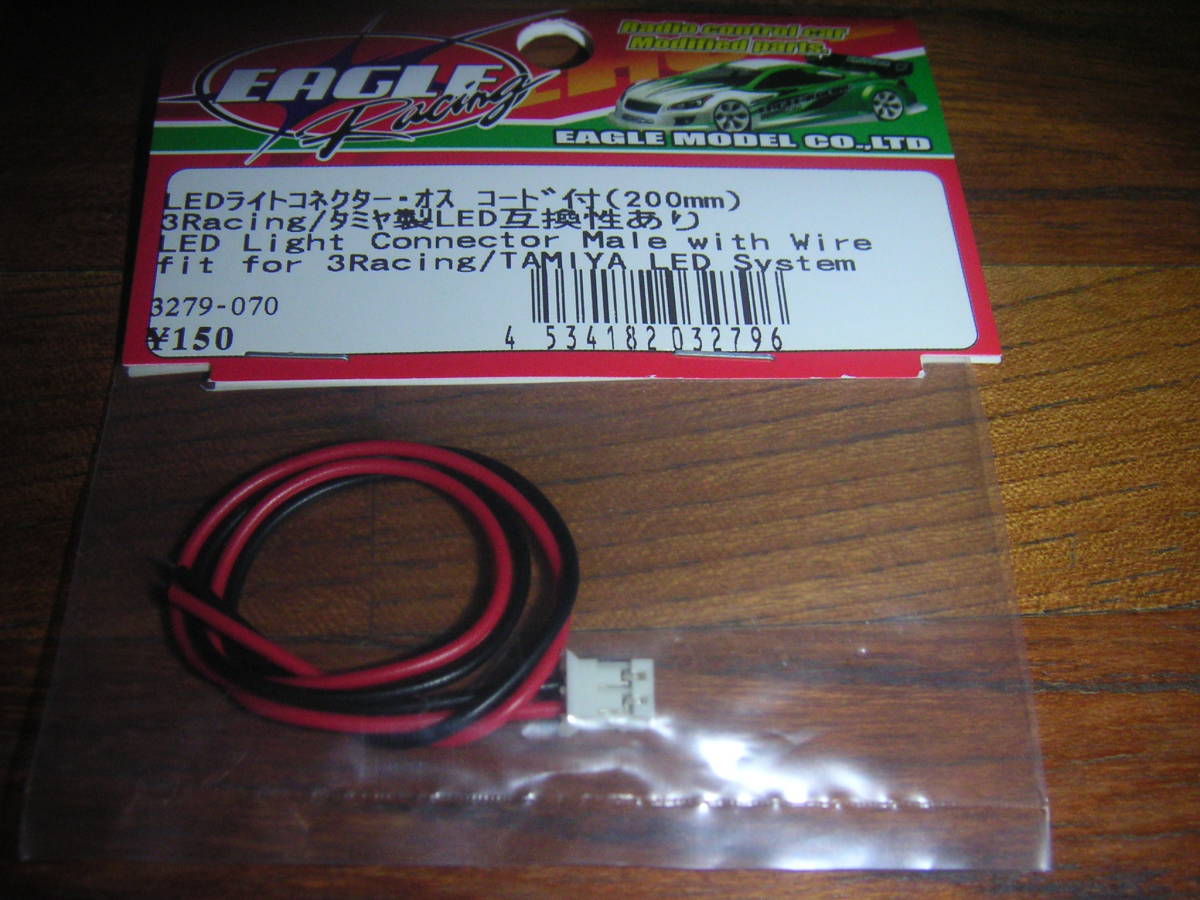 EAGLE
Racing
Radio control car
Modified parts.
EAGLE MODEL CO.,LTD
LEDライトコネクター・オス コード付(200mm)
3Racing/タミヤ製LED互換性あり
LED Light Connector Male with Wire
fit for 3Racing/TAMIYA LED System
3279-070
¥150
4 534182 032796